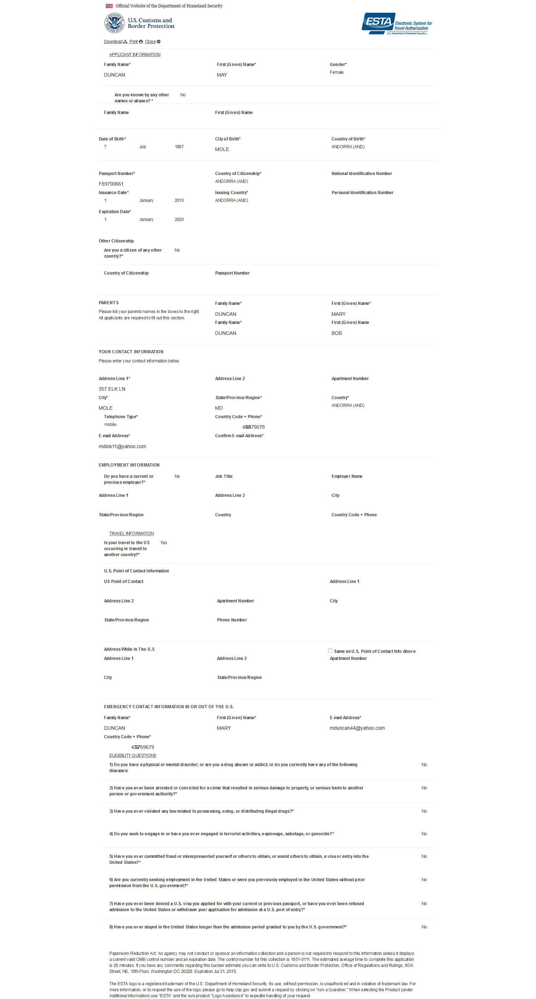 Official Website of the Department of Homeland Security
U.S. Customs and
Border Protection
ESTA Electronic System for
Travel Authorization
U.S. Department of Homeland Security
Download Print Close
APPLICANT INFORMATION
Family Name* First (Given) Name* Gender*
DUNCAN MAY Female
Are you known by any other No
names or aliases? *
Family Name First (Given) Name
Date of Birth* City of Birth* Country of Birth*
7 July 1987 MOLE ANDORRA (AND)
Passport Number* Country of Citizenship* National Identification Number
F89790661 ANDORRA (AND)
Issuance Date* Issuing Country* Personal Identification Number
1 January 2010 ANDORRA (AND)
Expiration Date*
1 January 2020
Other Citizenship
Are you a citizen of any other No
country?*
Country of Citizenship Passport Number
PARENTS Family Name* First (Given) Name*
Please list your parents names in the boxes to the right.
All applicants are required to fill out this section.
DUNCAN MARY
Family Name* First (Given) Name
DUNCAN BOB
YOUR CONTACT INFORMATION
Please enter your contact information below.
Address Line 1* Address Line 2 Apartment Number
357 ELK LN
City* State/Province/Region* Country*
MOLE MD ANDORRA (AND)
Telephone Type* Country Code + Phone*
mobile
E-mail Address* Confirm E-mail Address*
mdink11@yahoo.com
EMPLOYMENT INFORMATION
Do you have a current or No Job Title Employer Name
previous employer?*
Address Line 1 Address Line 2 City
State/Province/Region Country Country Code + Phone
TRAVEL INFORMATION
Is your travel to the US Yes
occurring in transit to
another country?*
U.S. Point of Contact Information
US Point of Contact Address Line 1
Address Line 2 Apartment Number City
State/Province/Region Phone Number
Address While In The U.S Same as U.S. Point of Contact Info Above
Address Line 1 Address Line 2 Apartment Number
City State/Province/Region
EMERGENCY CONTACT INFORMATION IN OR OUT OF THE U.S.
Family Name* First (Given) Name* E-mail Address*
DUNCAN MARY mduncan44@yahoo.com
Country Code + Phone*
ELIGIBILITY QUESTIONS
1) Do you have a physical or mental disorder; or are you a drug abuser or addict; or do you currently have any of the following No
diseases:
2) Have you ever been arrested or convicted for a crime that resulted in serious damage to property, or serious harm to another No
person or government authority?*
3) Have you ever violated any law related to possessing, using, or distributing illegal drugs?* No
4) Do you seek to engage in or have you ever engaged in terrorist activities, espionage, sabotage, or genocide?* No
5) Have you ever committed fraud or misrepresented yourself or others to obtain, or assist others to obtain, a visa or entry into the No
United States?*
6) Are you currently seeking employment in the United States or were you previously employed in the United States without prior No
permission from the U.S. government?*
7) Have you ever been denied a U.S. visa you applied for with your current or previous passport, or have you ever been refused No
admission to the United States or withdrawn your application for admission at a U.S. port of entry?*
8) Have you ever stayed in the United States longer than the admission period granted to you by the U.S. government?* No
Paperwork Reduction Act: An agency may not conduct or sponsor an information collection and a person is not required to respond to this information unless it displays
a current valid OMB control number and an expiration date. The control number for this collection is 1651-0111. The estimated average time to complete this application
is 20 minutes. If you have any comments regarding this burden estimate you can write to U.S. Customs and Border Protection, Office of Regulations and Rulings, 90 K
Street, NE, 10th Floor, Washington DC 20229. Expiration Jul 31, 2015.
The ESTA logo is a registered trademark of the U.S. Department of Homeland Security. Its use, without permission, is unauthorized and in violation of trademark law. For
more information, or to request the use of the logo, please go to help.cbp.gov and submit a request by clicking on "Ask a Question." When selecting the Product (under
Additional Information) use "ESTA" and the sub-product "Logo Assistance" to expedite handling of your request.